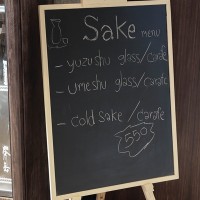 Sake MENU
- yuzushu glass/carafe
- umeshu glass/carafe
- cold sake / carafe
550